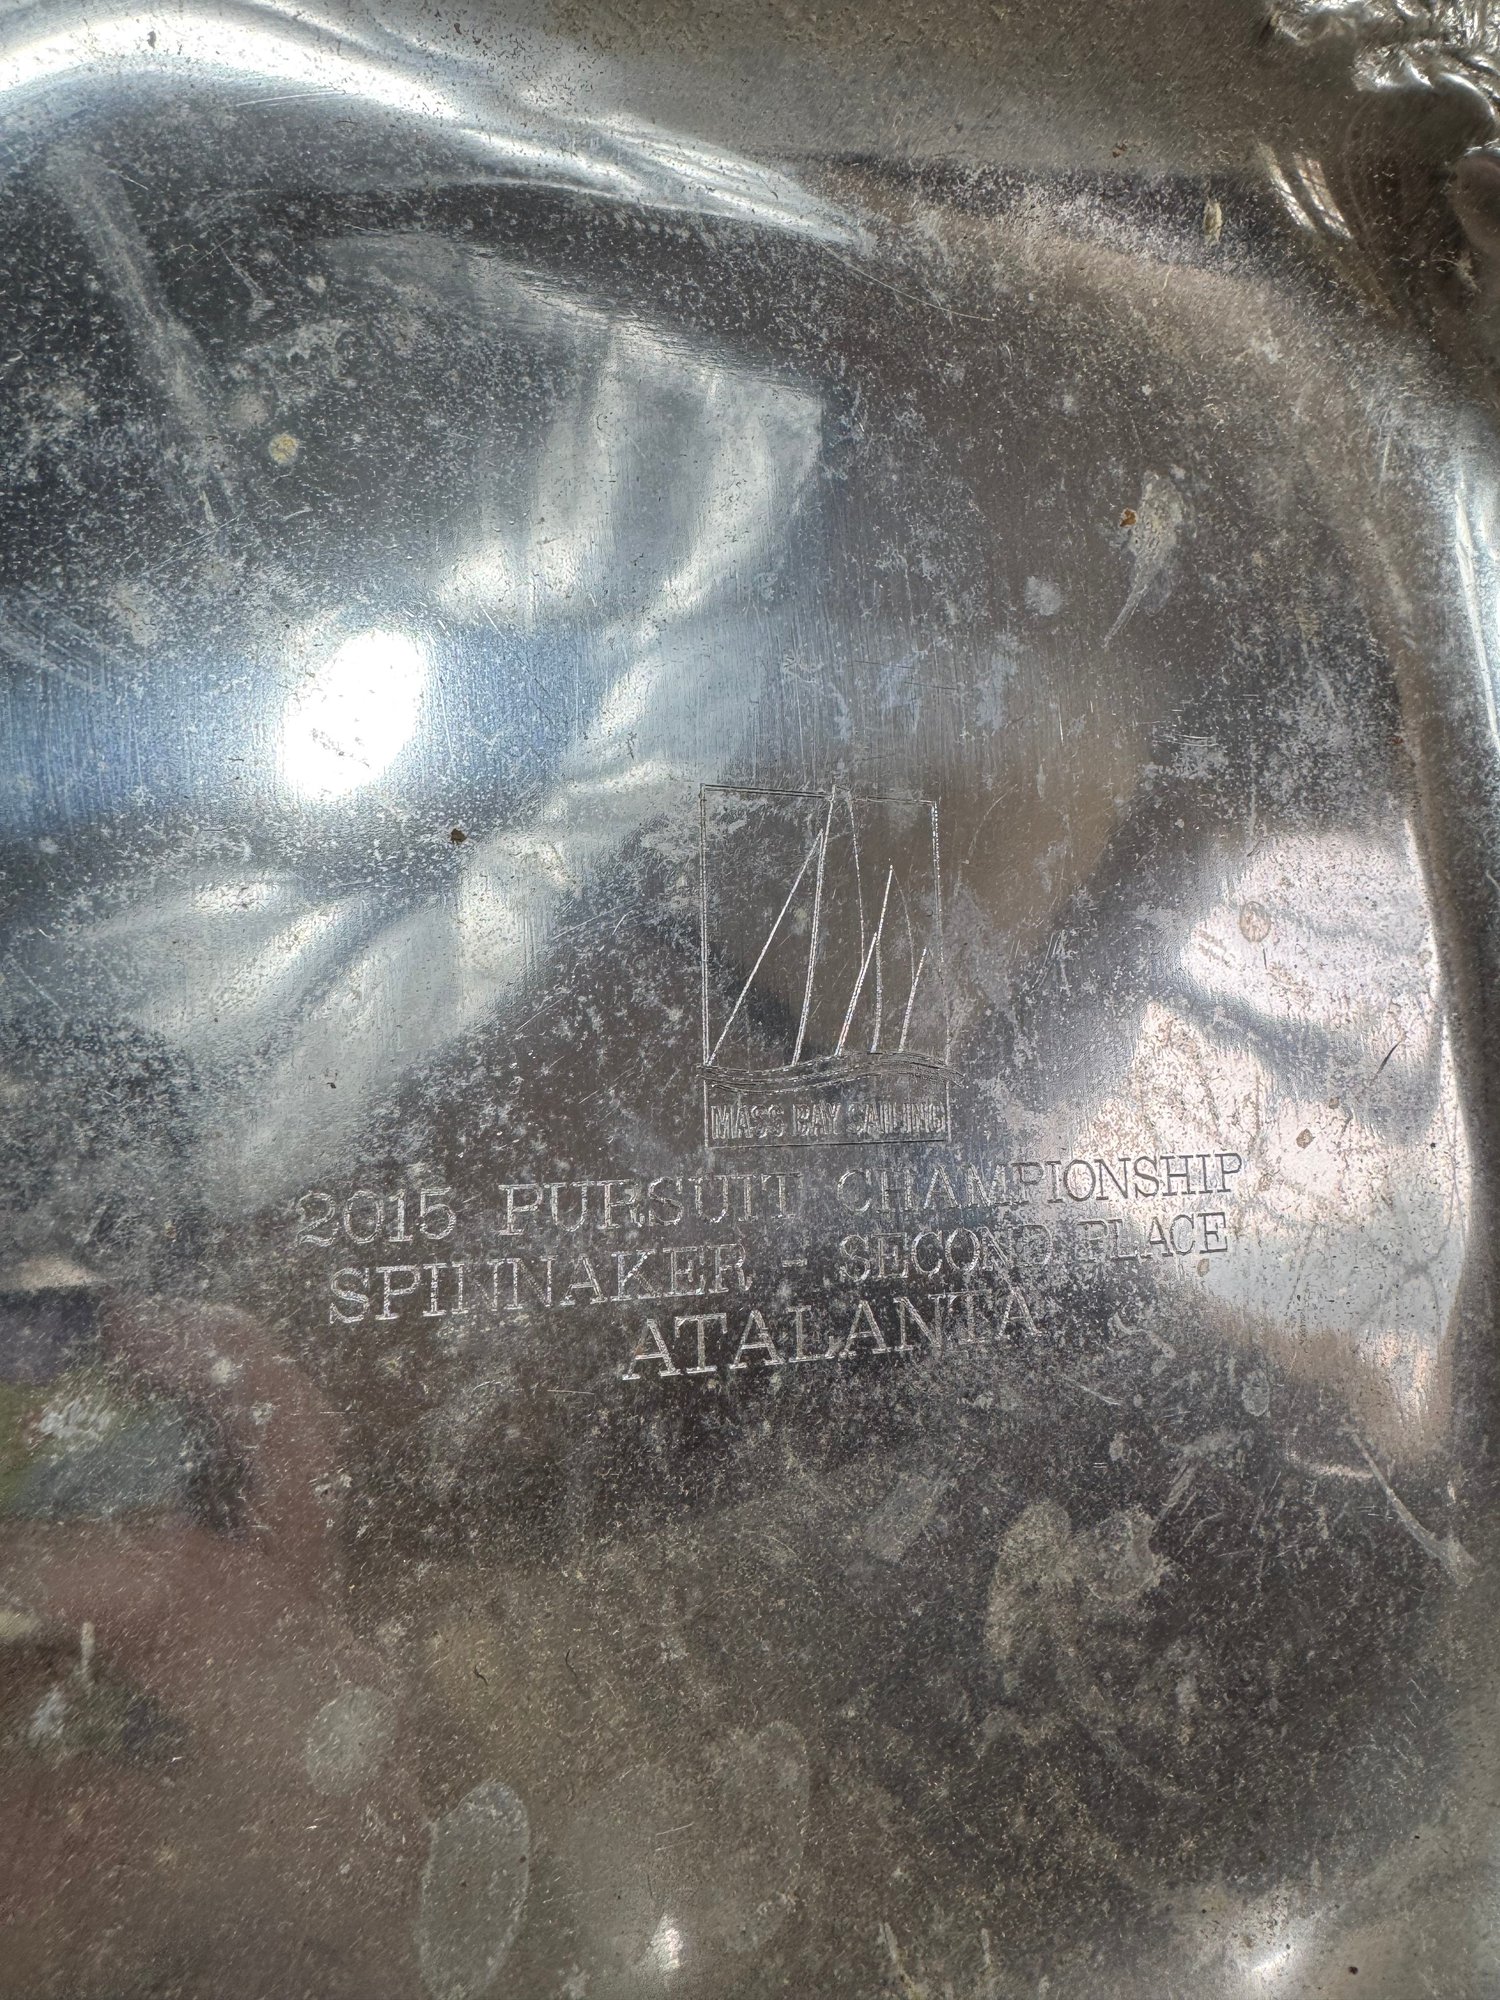 MASS BAY SAILING
2015 PURSUIT CHAMPIONSHIP
SPINNAKER - SECOND PLACE
ATALANTA